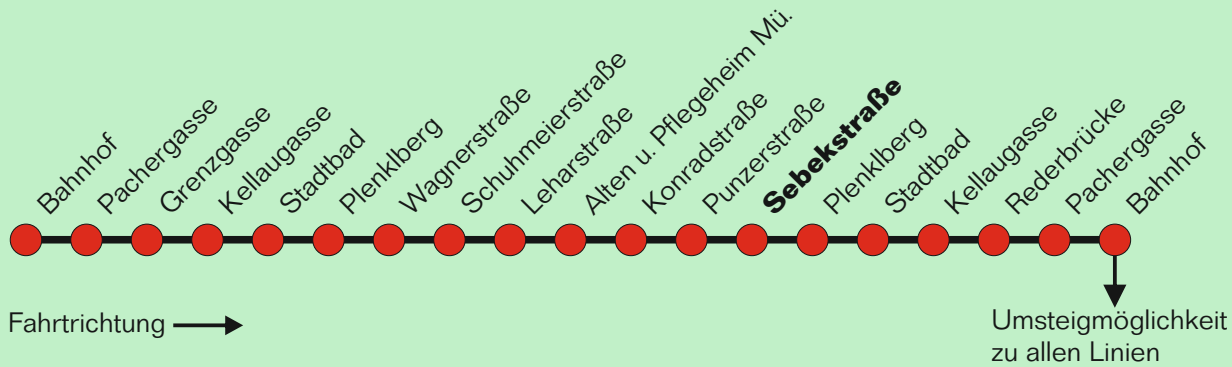 Bahnhof
Pachergasse
Grenzgasse
Kellaugasse
Stadtbad
Plenklberg
Wagnerstraße
Schuhmeierstraße
Leharstraße
Alten u. Pflegeheim Mü.
Konradstraße
Punzerstraße
Sebekstraße
Plenklberg
Stadtbad
Kellaugasse
Rederbrücke
Pachergasse
Bahnhof
Fahrtrichtung
Umsteigmöglichkeit
zu allen Linien